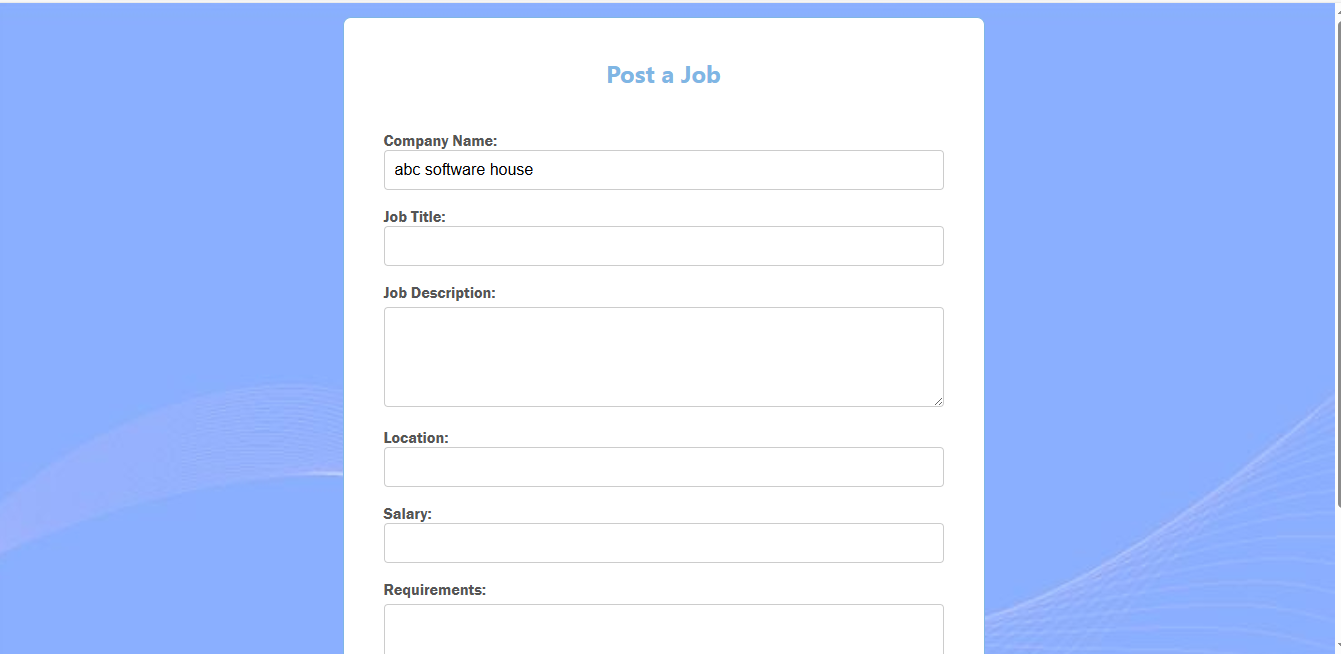 Post a Job
Company Name:
abc software house
Job Title:
Job Description:
Location:
Salary:
Requirements: